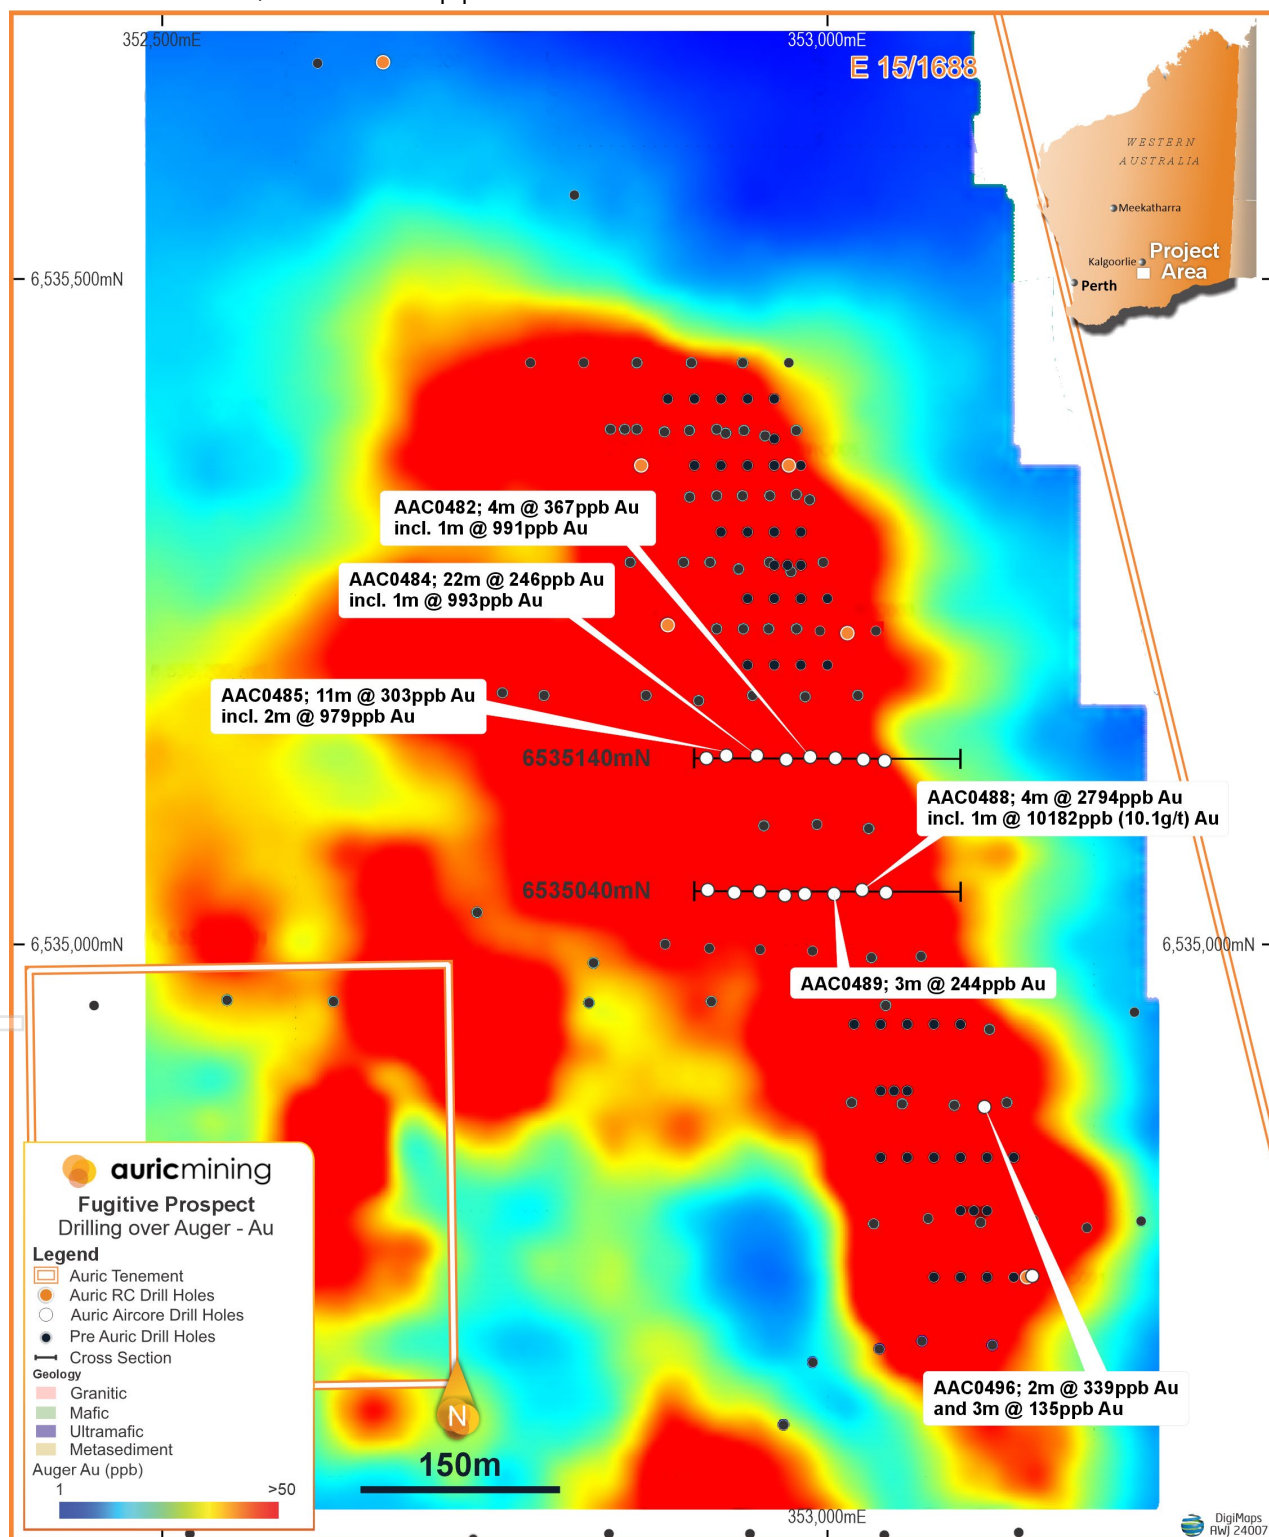 352,500mE
353,000mE
E 15/1688
WESTERN
AUSTRALIA
Meekatharra
Kalgoorlie
Project
Area
Perth
6,535,500mN
AAC0482; 4m @ 367ppb Au
incl. 1m @ 991ppb Au
AAC0484; 22m @ 246ppb Au
incl. 1m @ 993ppb Au
AAC0485; 11m @ 303ppb Au
incl. 2m @ 979ppb Au
6535140mN
AAC0488; 4m @ 2794ppb Au
incl. 1m @ 10182ppb (10.1g/t) Au
6535040mN
6,535,000mN
6,535,000mN
AAC0489; 3m @ 244ppb Au
auricmining
Fugitive Prospect
Drilling over Auger - Au
Legend
Auric Tenement
Auric RC Drill Holes
Auric Aircore Drill Holes
Pre Auric Drill Holes
Cross Section
Geology
Granitic
Mafic
Ultramafic
Metasediment
Auger Au (ppb)
1
>50
N
150m
AAC0496; 2m @ 339ppb Au
and 3m @ 135ppb Au
353,000mE
DigiMaps
AWJ 24007